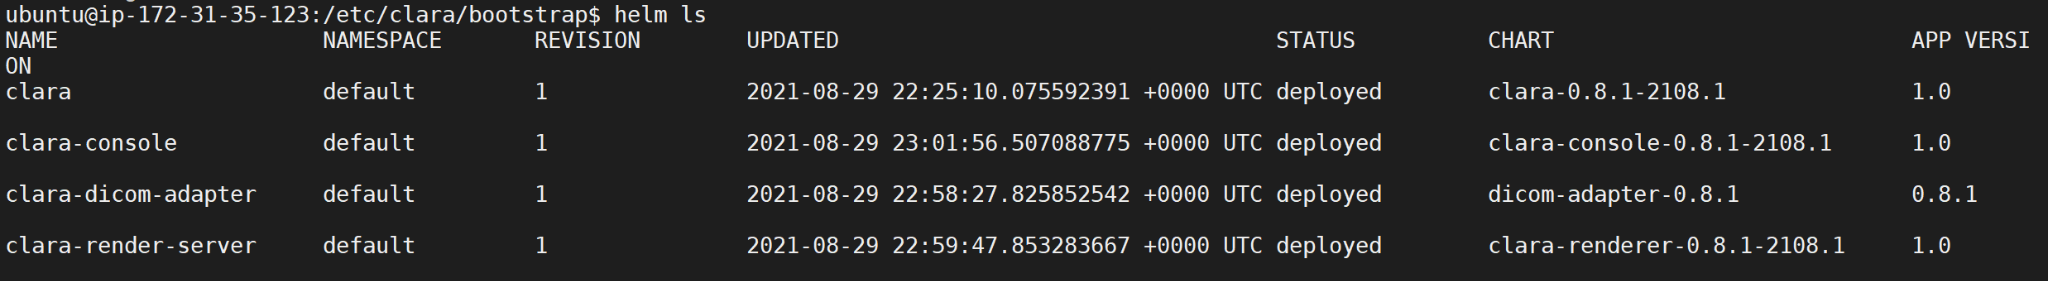 ubuntu@ip-172-31-35-123:/etc/clara/bootstrap$ helm ls
NAME NAMESPACE REVISION UPDATED STATUS CHART APP VERSI
ON
clara default 1 2021-08-29 22:25:10.075592391 +0000 UTC deployed clara-0.8.1-2108.1 1.0
clara-console default 1 2021-08-29 23:01:56.507088775 +0000 UTC deployed clara-console-0.8.1-2108.1 1.0
clara-dicom-adapter default 1 2021-08-29 22:58:27.825852542 +0000 UTC deployed dicom-adapter-0.8.1 0.8.1
clara-render-server default 1 2021-08-29 22:59:47.853283667 +0000 UTC deployed clara-renderer-0.8.1-2108.1 1.0